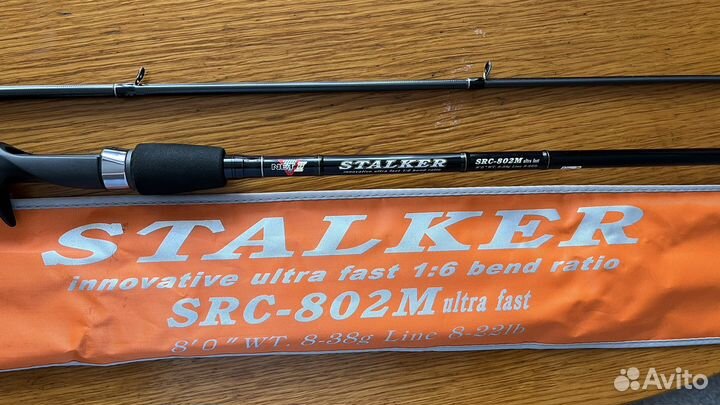 STALKER
innovative ultra fast 1:6 bend ratio
SRC-802M ultra fast
STALKER
innovative ultra fast 1:6 bend ratio
SRC-802M ultra fast
8'0" WT. 8-38g Line 8-22lb
Avito